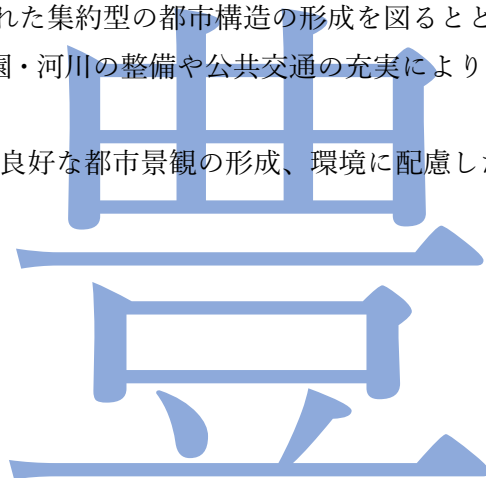 れた集約型の都市構造の形成を図るとと
園・河川の整備や公共交通の充実により
良好な都市景観の形成、環境に配慮した
豊